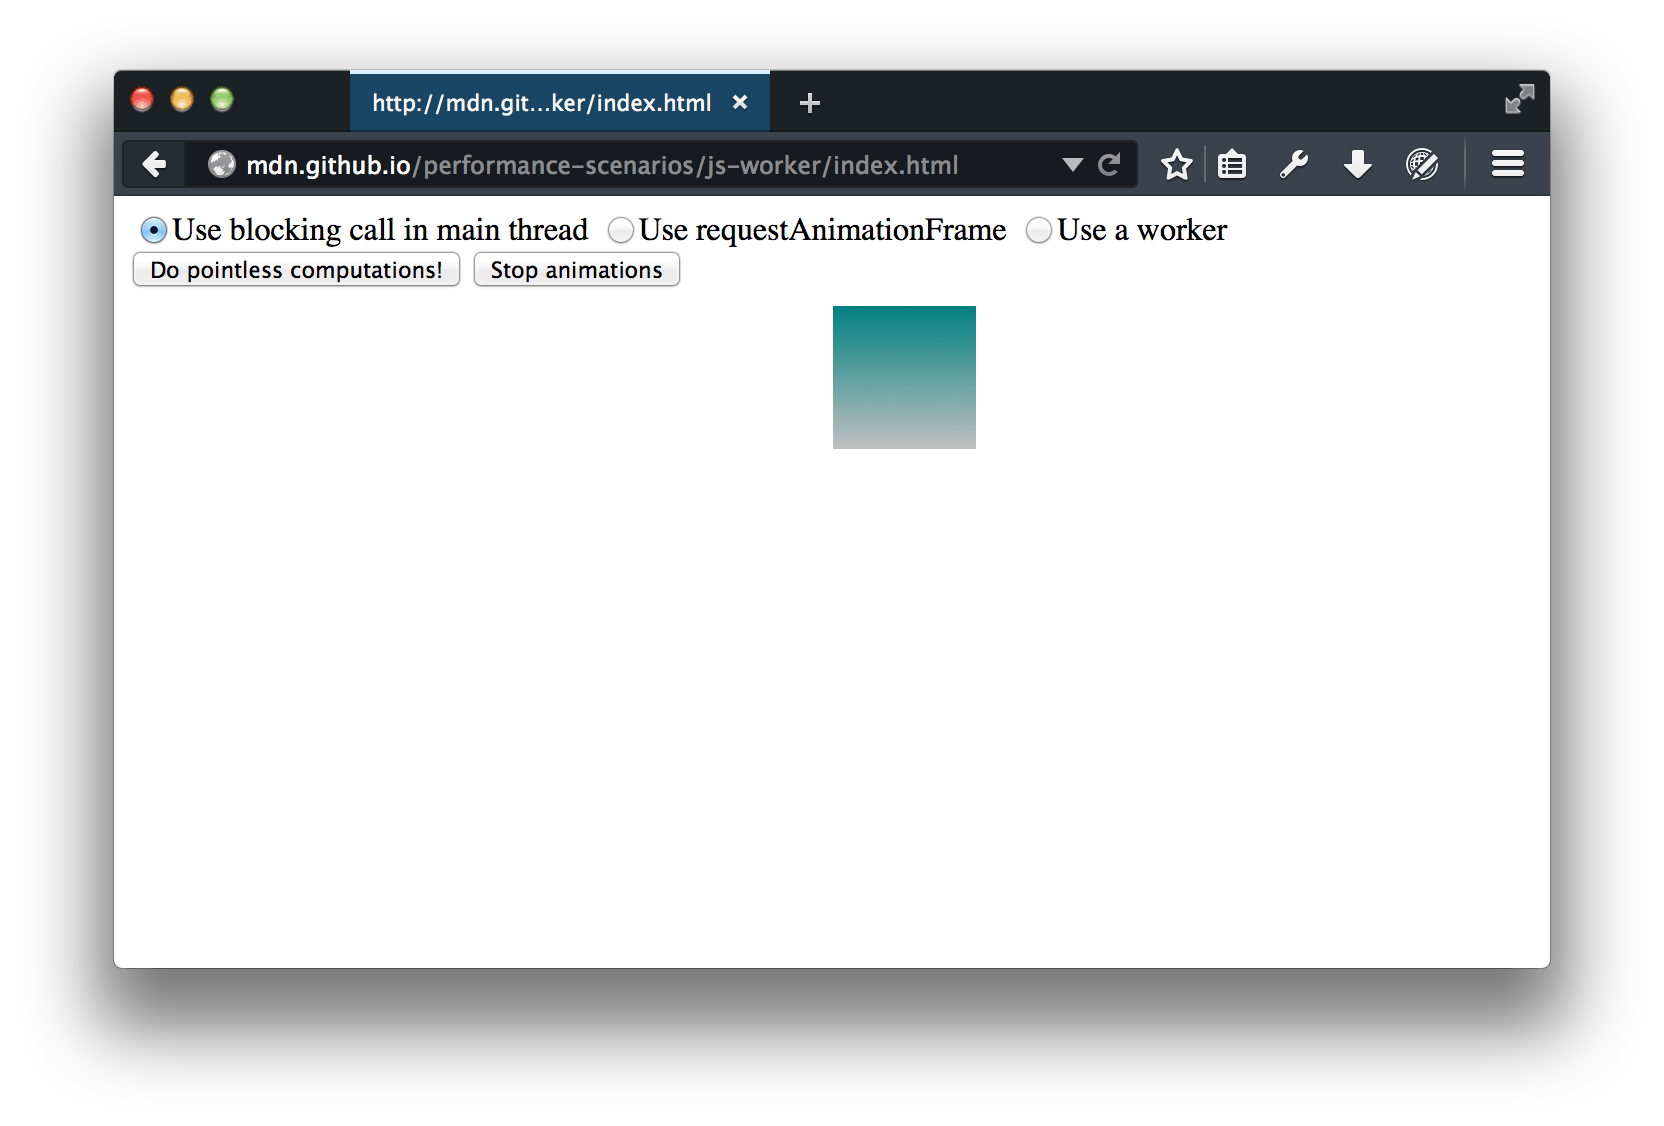 http://mdn.git...ker/index.html
mdn.github.io/performance-scenarios/js-worker/index.html
Use blocking call in main thread Use requestAnimationFrame Use a worker
Do pointless computations! Stop animations